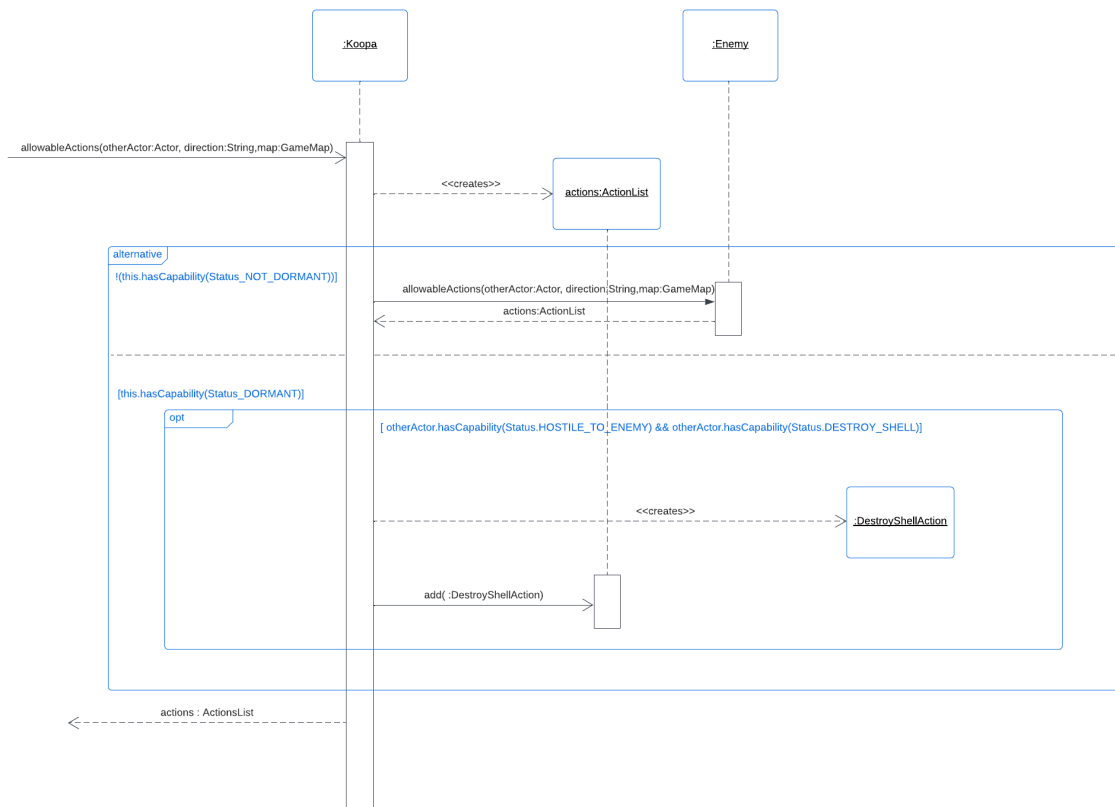 :Koopa
:Enemy
allowableActions(otherActor:Actor, direction:String,map:GameMap)
<<creates>>
actions:ActionList
alternative
!(this.hasCapability(Status_NOT_DORMANT))]
allowableActions(otherActor:Actor, direction:String,map:GameMap)
actions:ActionList
[this.hasCapability(Status_DORMANT)]
opt
[ otherActor.hasCapability(Status.HOSTILE_TO_ENEMY) && otherActor.hasCapability(Status.DESTROY_SHELL)]
<<creates>>
:DestroyShellAction
add( :DestroyShellAction)
actions : ActionsList